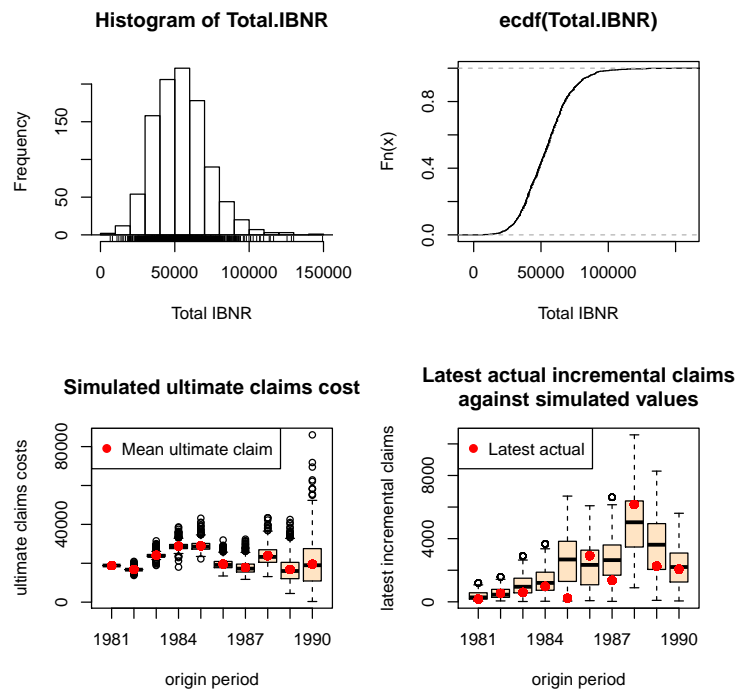 Histogram of Total.IBNR
Frequency
0
50
150
0
50000
100000
150000
Total IBNR
ecdf(Total.IBNR)
Fn(x)
0.0
0.4
0.8
0
50000
100000
Total IBNR
Simulated ultimate claims cost
ultimate claims costs
0
40000
80000
Mean ultimate claim
1981
1984
1987
1990
origin period
Latest actual incremental claims
against simulated values
latest incremental claims
0
4000
8000
Latest actual
1981
1984
1987
1990
origin period